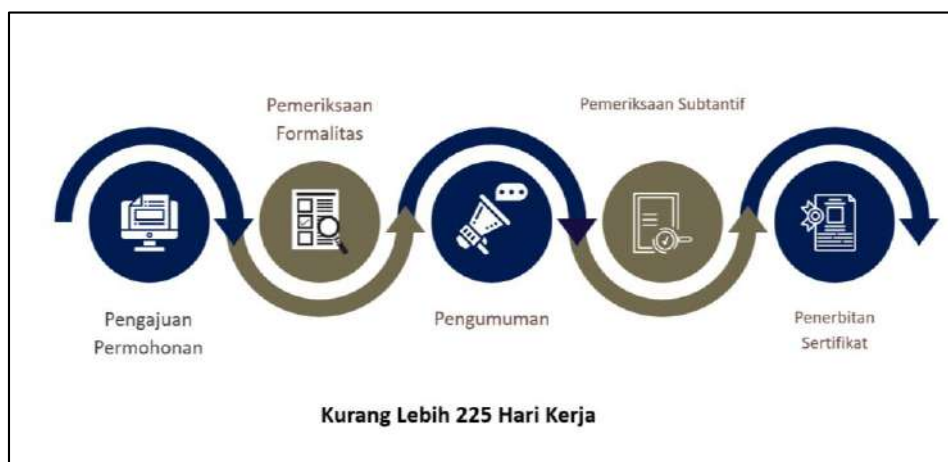 Pemeriksaan
Formalitas
Pemeriksaan Subtantif
Pengajuan
Permohonan
Pengumuman
Penerbitan
Sertifikat
Kurang Lebih 225 Hari Kerja